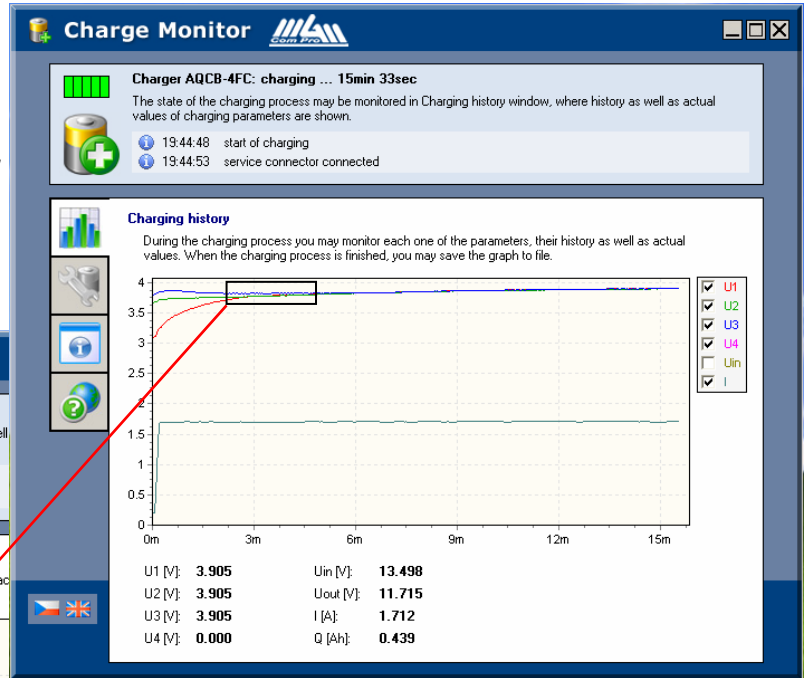 Charge Monitor MGM Com Pro
Charger AQCB-4FC: charging ... 15min 33sec
The state of the charging process may be monitored in Charging history window, where history as well as actual
values of charging parameters are shown.
19:44:48 start of charging
19:44:53 service connector connected
Charging history
During the charging process you may monitor each one of the parameters, their history as well as actual
values. When the charging process is finished, you may save the graph to file.
4
3.5
3
2.5
2
1.5
1
0.5
0
0m 3m 6m 9m 12m 15m
U1
U2
U3
U4
Uin
I
U1 [V]: 3.905 Uin [V]: 13.498
U2 [V]: 3.905 Uout [V]: 11.715
U3 [V]: 3.905 I [A]: 1.712
U4 [V]: 0.000 Q [Ah]: 0.439
ell
ac